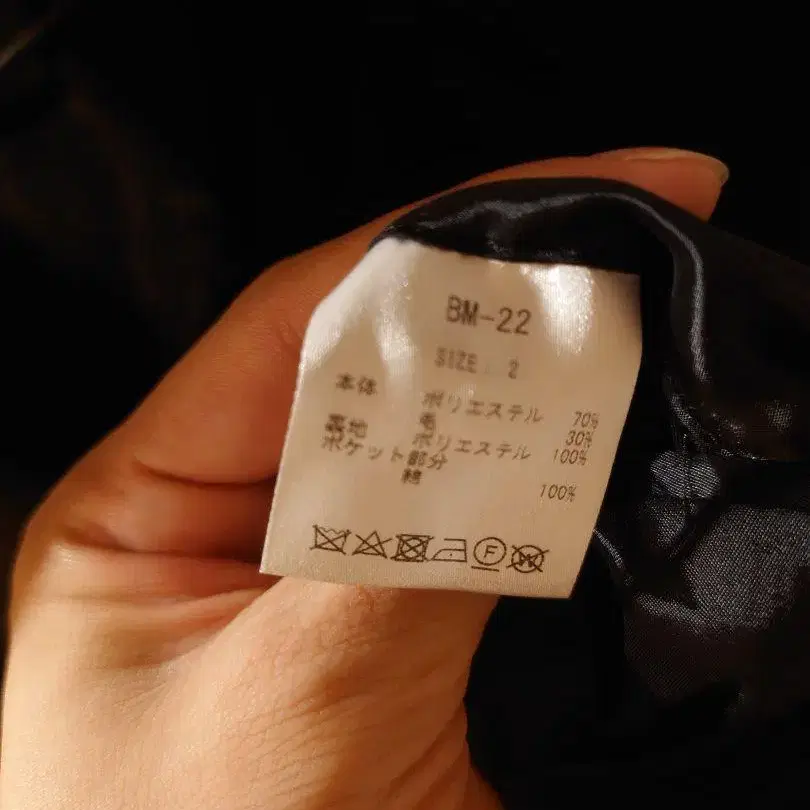 BM-22
SIZE : 2
本体 ポリエステル 70%
毛 30%
裏地 ポリエステル 100%
ポケット部分
綿 100%
F
W